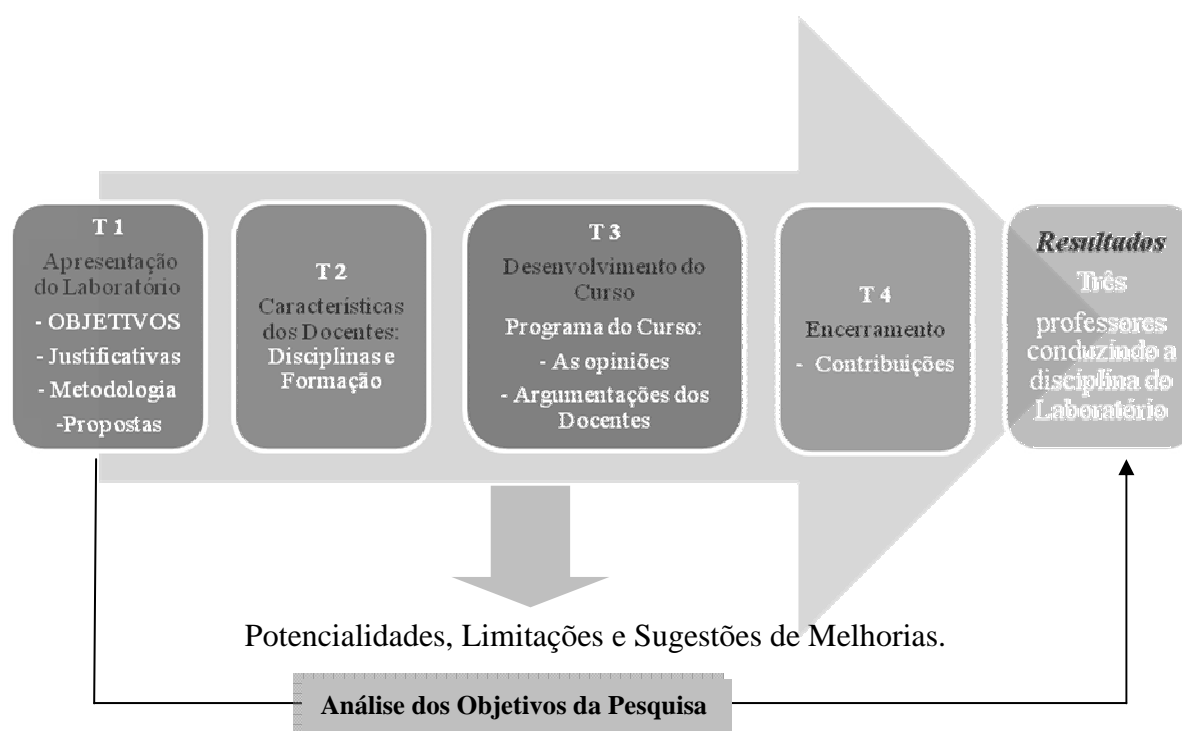 T 1
Apresentação
do Laboratório
- OBJETIVOS
- Justificativas
- Metodologia
-Propostas
T 2
Características
dos Docentes:
Disciplinas e
Formação
T 3
Desenvolvimento do
Curso
Programa do Curso:
- As opiniões
- Argumentações dos
Docentes
T 4
Encerramento
- Contribuições
Resultados
Três
professores
conduzindo a
disciplina do
Laboratório
Potencialidades, Limitações e Sugestões de Melhorias.
Análise dos Objetivos da Pesquisa